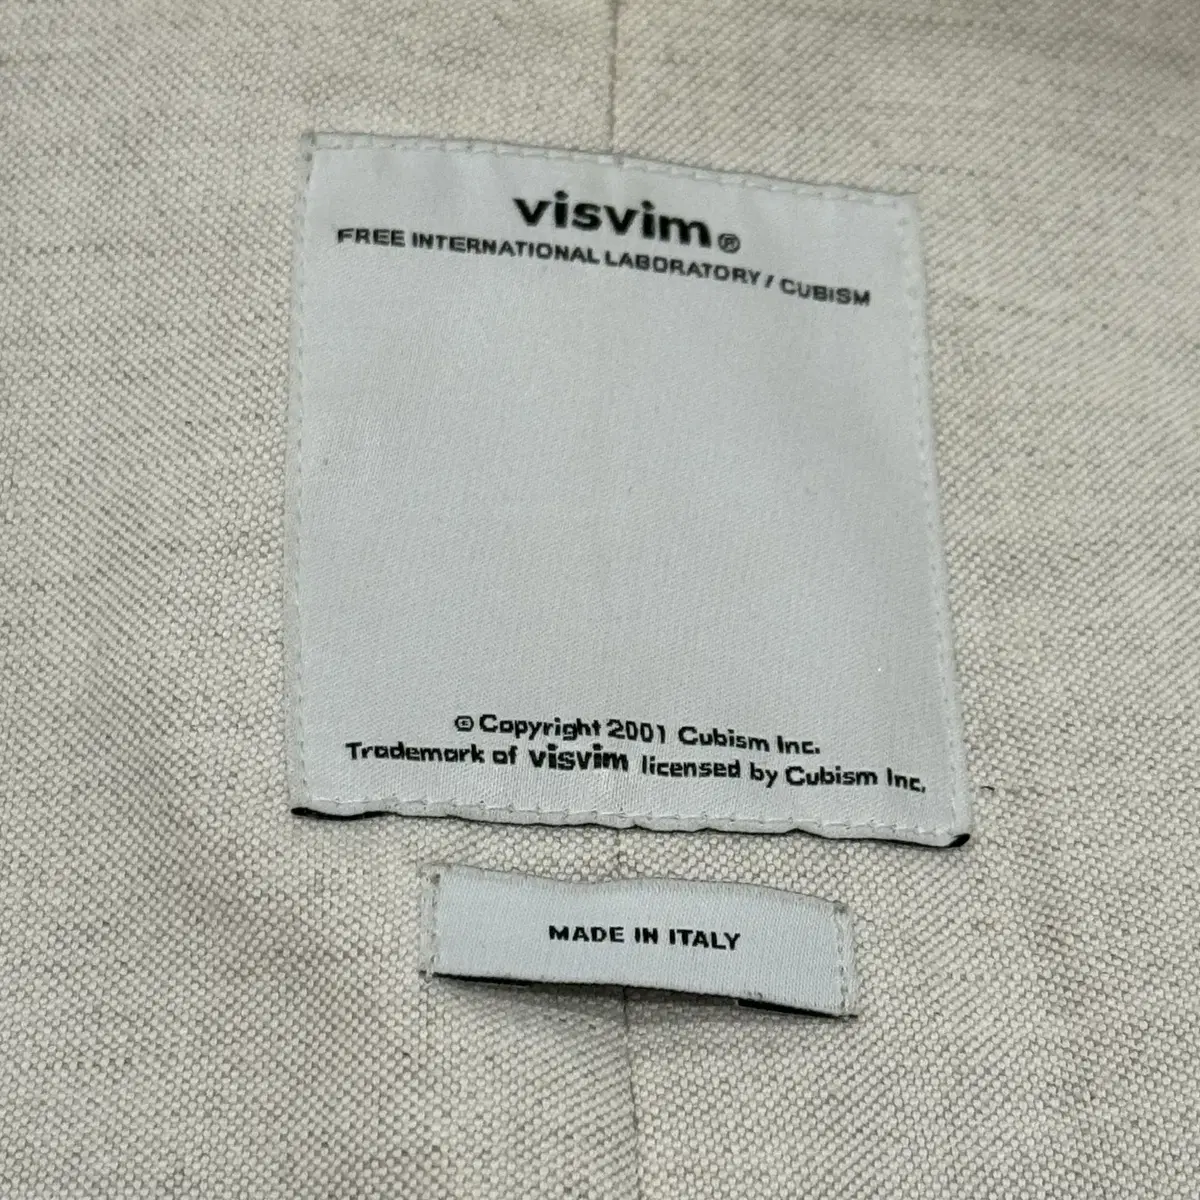 visvim®
FREE INTERNATIONAL LABORATORY / CUBISM
© Copyright 2001 Cubism Inc.
Trademark of visvim licensed by Cubism Inc.
MADE IN ITALY